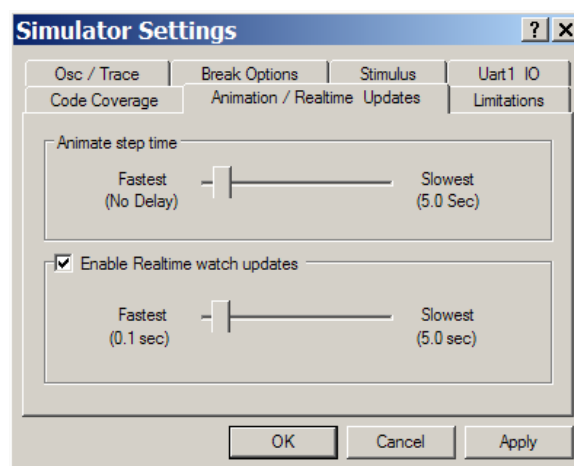 Simulator Settings
Osc / Trace Break Options Stimulus Uart1 IO
Code Coverage Animation / Realtime Updates Limitations
Animate step time
Fastest Slowest
(No Delay) (5.0 Sec)
Enable Realtime watch updates
Fastest Slowest
(0.1 sec) (5.0 sec)
OK Cancel Apply